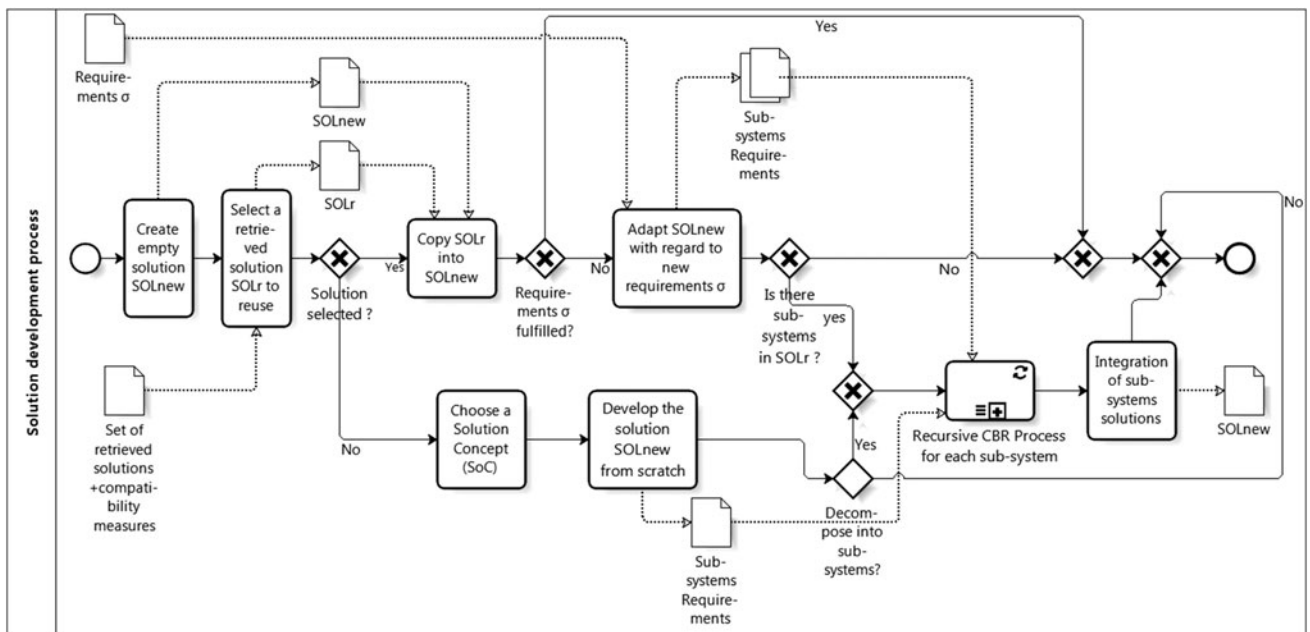 Solution development process
Require-
ments σ
SOLnew
SOLr
Create
empty
solution
SOLnew
Select a
retrie-
ved
solution
SOLr to
reuse
Solution
selected ?
Yes
Copy SOLr
into
SOLnew
Require-
ments σ
fulfilled?
Yes
No
Adapt SOLnew
with regard to
new
requirements σ
Sub-
systems
Require-
ments
Is there
sub-
systems
in SOLr ?
No
yes
No
Set of
retrieved
solutions
+compati-
bility
measures
No
Choose a
Solution
Concept
(SoC)
Develop the
solution
SOLnew
from scratch
Sub-
systems
Require-
ments
Yes
Decom-
pose into
sub-
systems?
Recursive CBR Process
for each sub-system
Integration
of sub-
systems
solutions
SOLnew